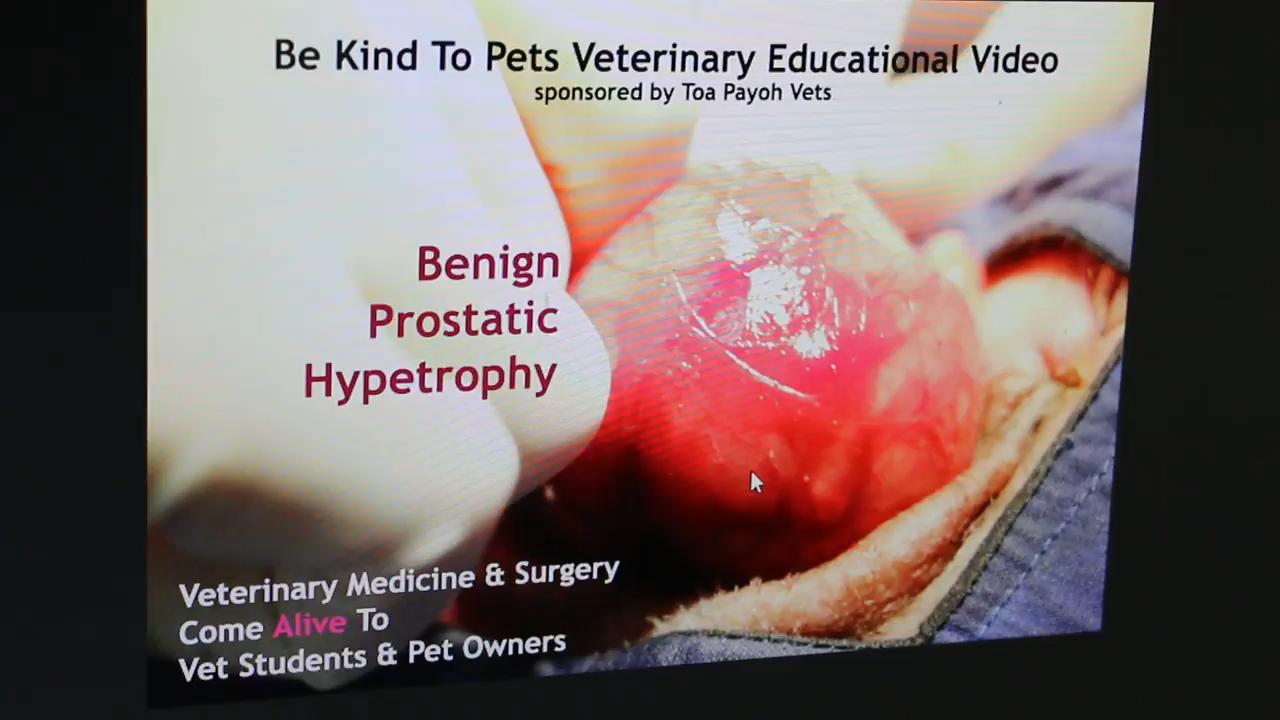 Be Kind To Pets Veterinary Educational Video
sponsored by Toa Payoh Vets
Benign
Prostatic
Hypetrophy
Veterinary Medicine & Surgery
Come Alive To
Vet Students & Pet Owners